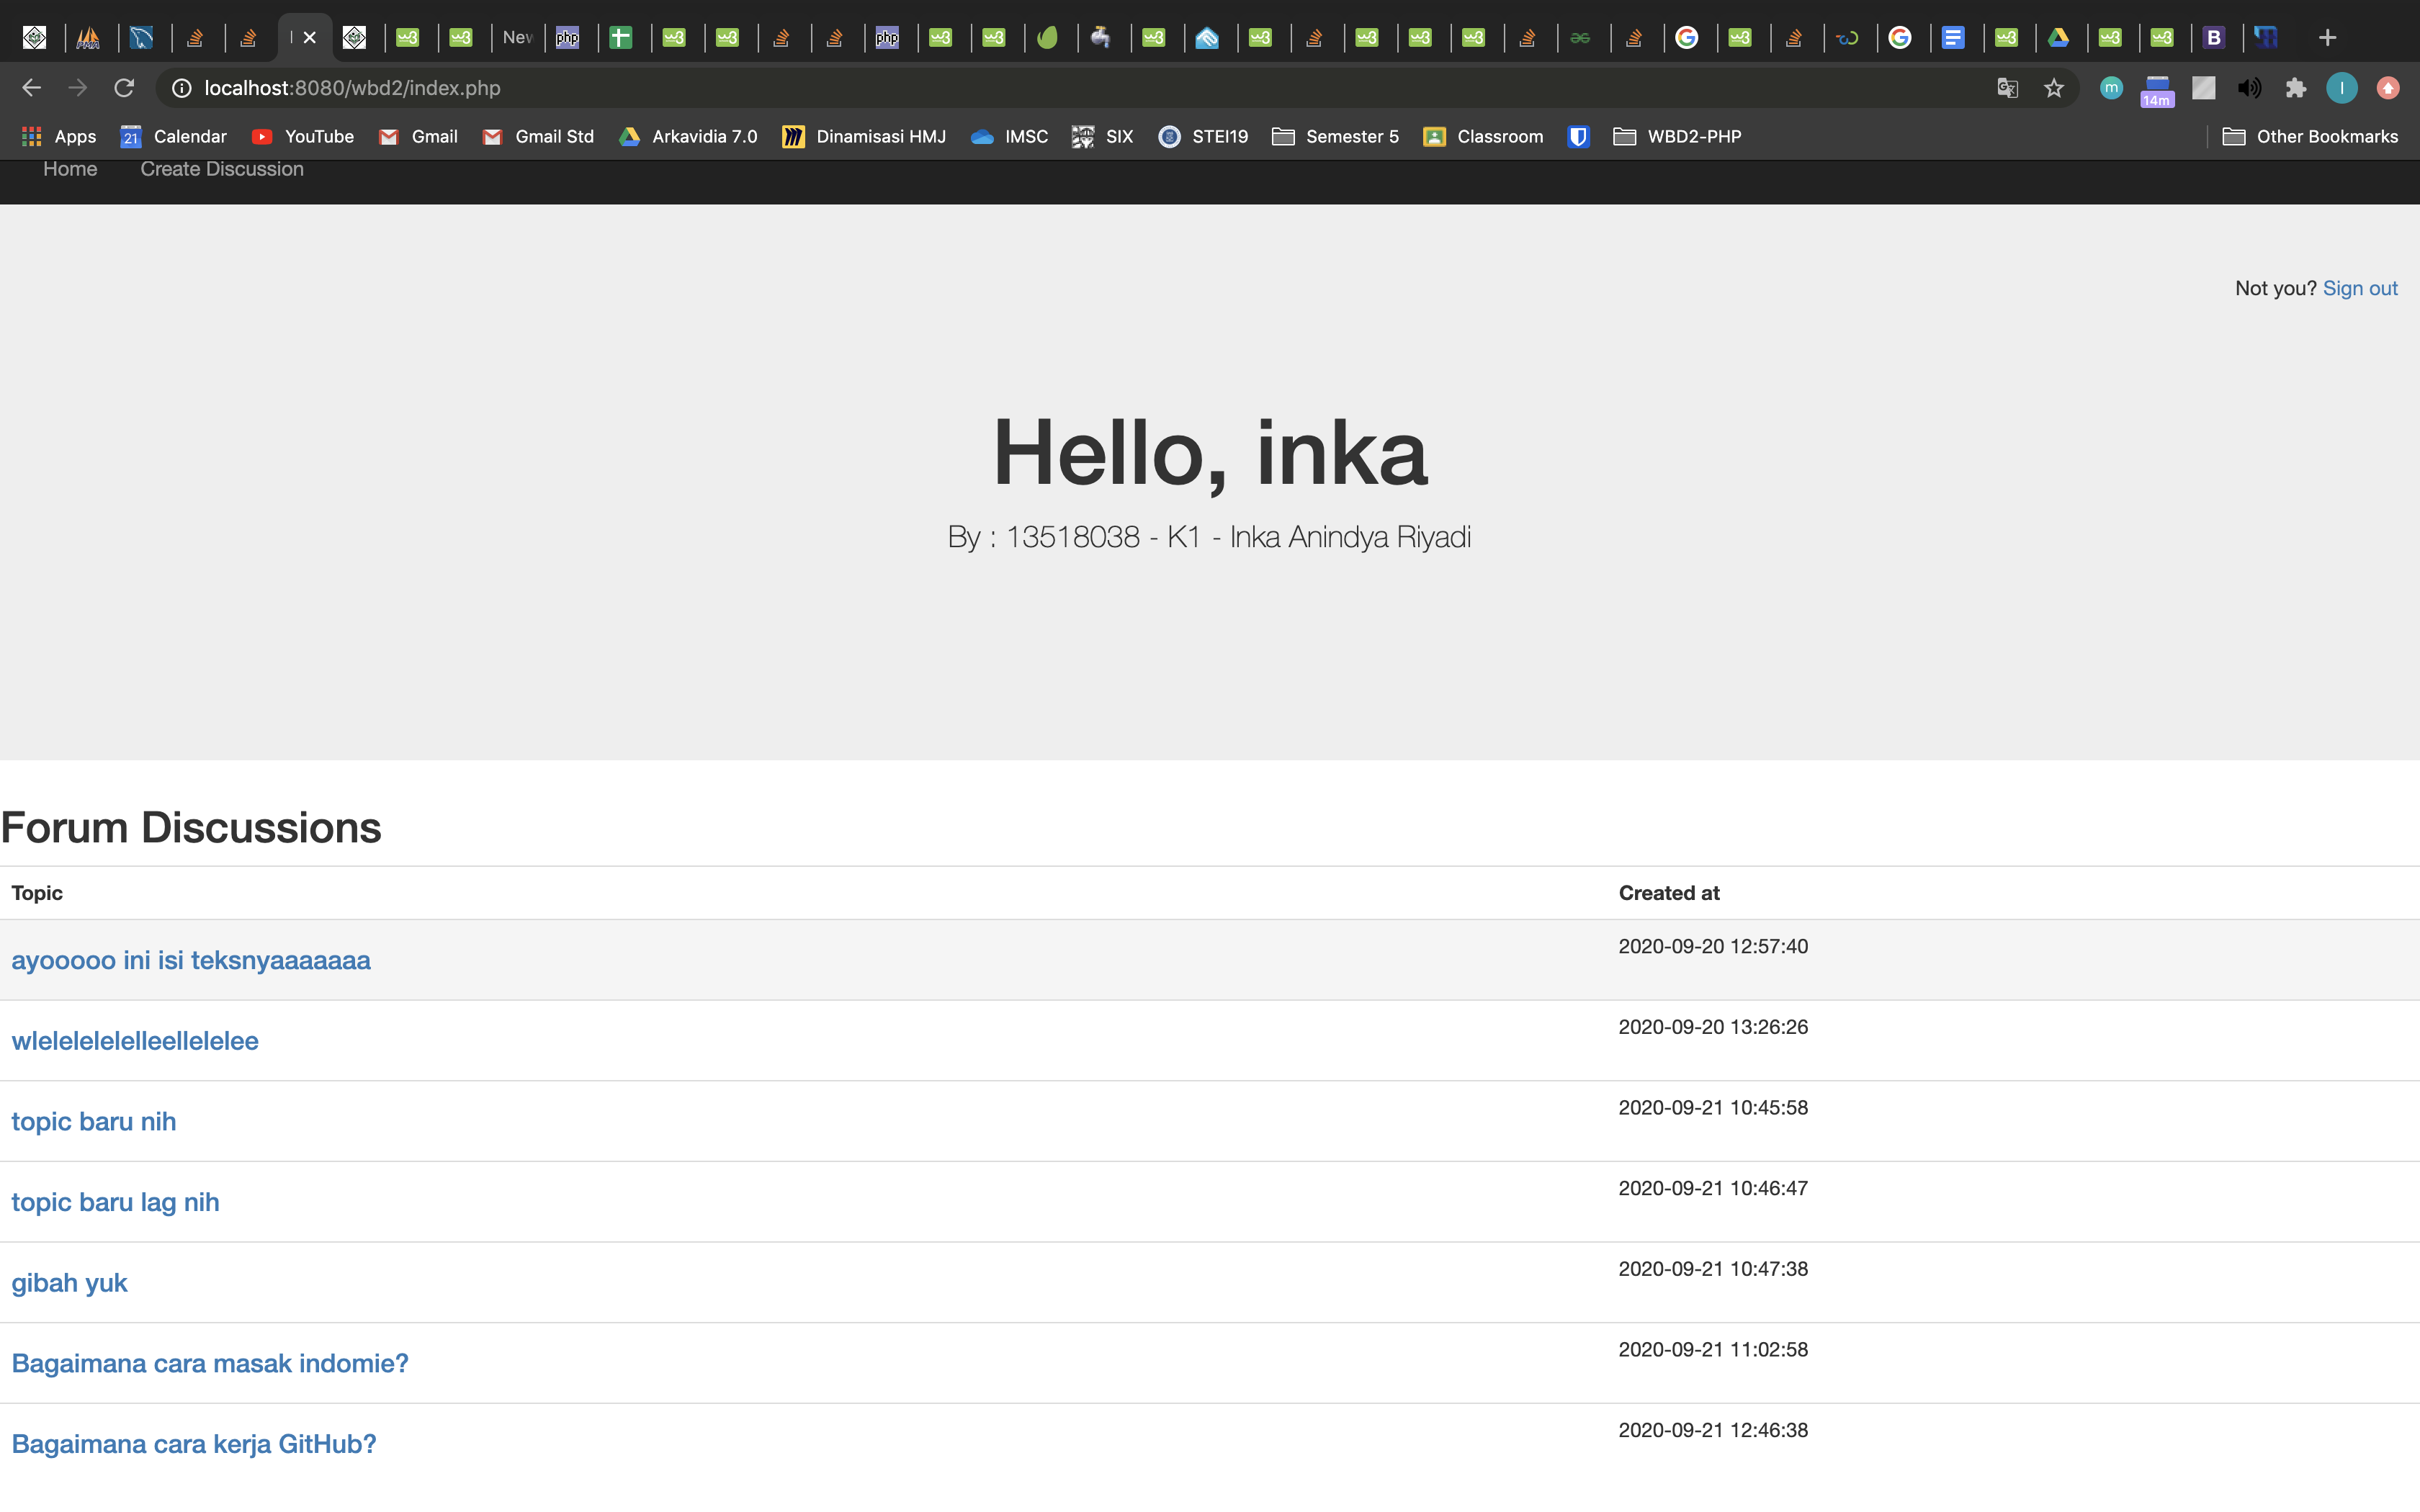 New
php
php
localhost:8080/wbd2/index.php
m
14m
I
Apps
21 Calendar
YouTube
Gmail
Gmail Std
Arkavidia 7.0
Dinamisasi HMJ
IMSC
SIX
STEI19
Semester 5
Classroom
WBD2-PHP
Other Bookmarks
Home Create Discussion
Not you? Sign out
Hello, inka
By : 13518038 - K1 - Inka Anindya Riyadi
Forum Discussions
Topic Created at
ayooooo ini isi teksnyaaaaaaa 2020-09-20 12:57:40
wlelelelelelleellelelee 2020-09-20 13:26:26
topic baru nih 2020-09-21 10:45:58
topic baru lag nih 2020-09-21 10:46:47
gibah yuk 2020-09-21 10:47:38
Bagaimana cara masak indomie? 2020-09-21 11:02:58
Bagaimana cara kerja GitHub? 2020-09-21 12:46:38